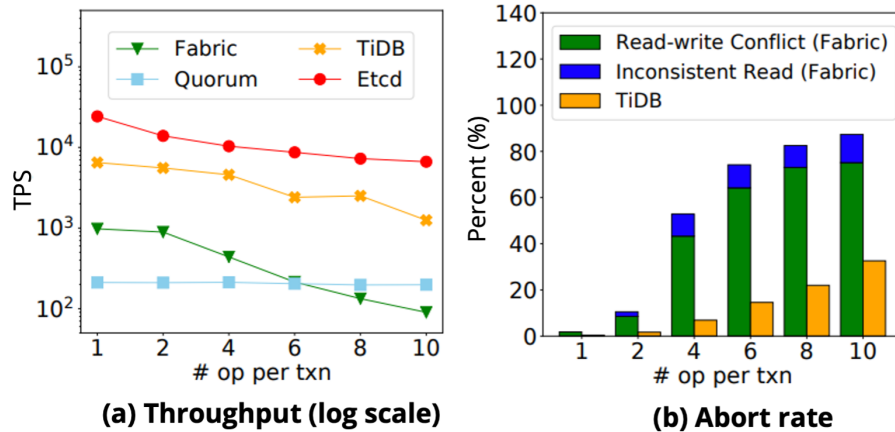 Fabric
Quorum
TiDB
Etcd
TPS
10^5
10^4
10^3
10^2
1 2 4 6 8 10
# op per txn
(a) Throughput (log scale)
Read-write Conflict (Fabric)
Inconsistent Read (Fabric)
TiDB
Percent (%)
140
120
100
80
60
40
20
0
1 2 4 6 8 10
# op per txn
(b) Abort rate